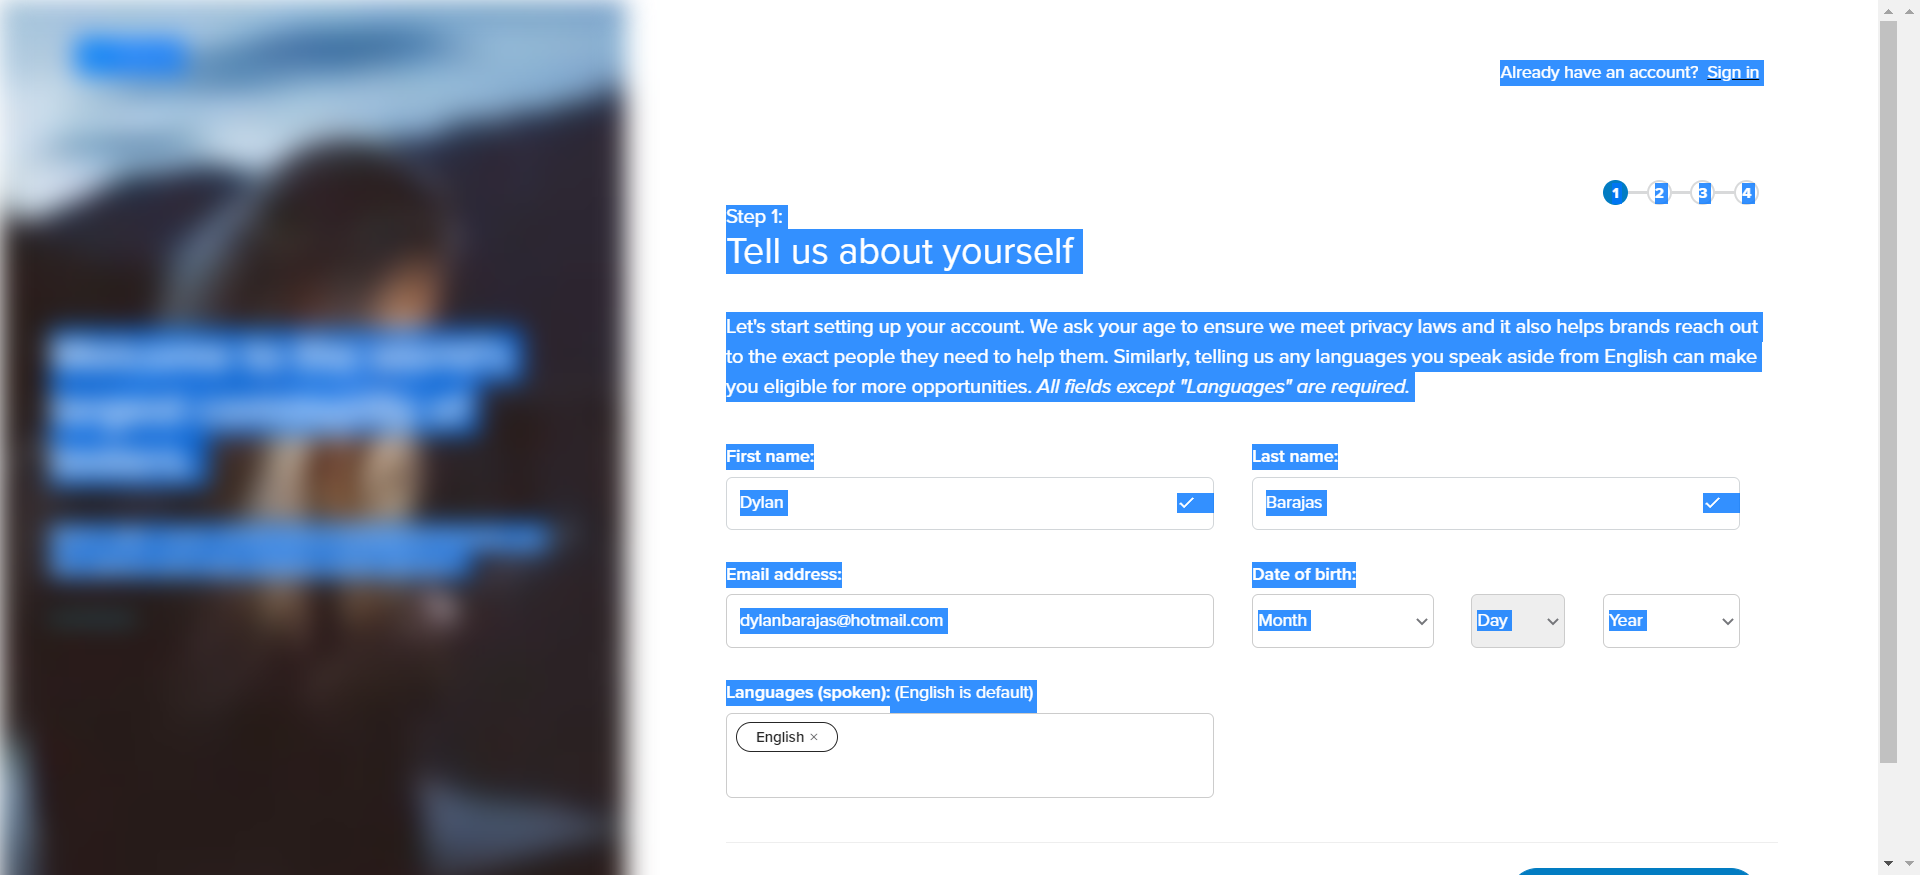 Already have an account? Sign in
1 2 3 4
Step 1:
Tell us about yourself
Let's start setting up your account. We ask your age to ensure we meet privacy laws and it also helps brands reach out
to the exact people they need to help them. Similarly, telling us any languages you speak aside from English can make
you eligible for more opportunities. All fields except "Languages" are required.
First name:
Last name:
Dylan
Barajas
Email address:
Date of birth:
dylanbarajas@hotmail.com
Month
Day
Year
Languages (spoken): (English is default)
English ×